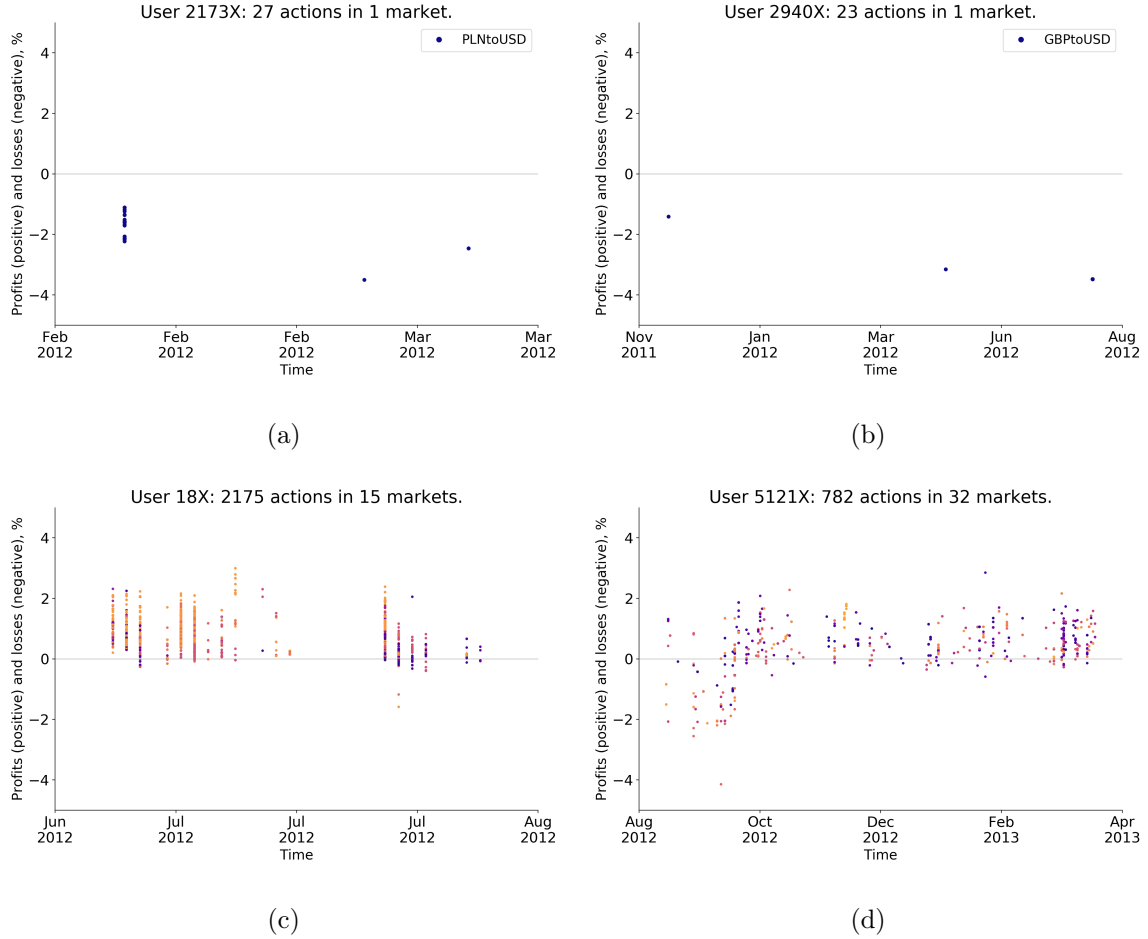 User 2173X: 27 actions in 1 market.
Profits (positive) and losses (negative), %
4
2
0
−2
−4
PLNtoUSD
Feb 2012
Feb 2012
Feb 2012
Mar 2012
Mar 2012
Time
(a)
User 2940X: 23 actions in 1 market.
Profits (positive) and losses (negative), %
4
2
0
−2
−4
GBPtoUSD
Nov 2011
Jan 2012
Mar 2012
Jun 2012
Aug 2012
Time
(b)
User 18X: 2175 actions in 15 markets.
Profits (positive) and losses (negative), %
4
2
0
−2
−4
Jun 2012
Jul 2012
Jul 2012
Jul 2012
Aug 2012
Time
(c)
User 5121X: 782 actions in 32 markets.
Profits (positive) and losses (negative), %
4
2
0
−2
−4
Aug 2012
Oct 2012
Dec 2012
Feb 2013
Apr 2013
Time
(d)